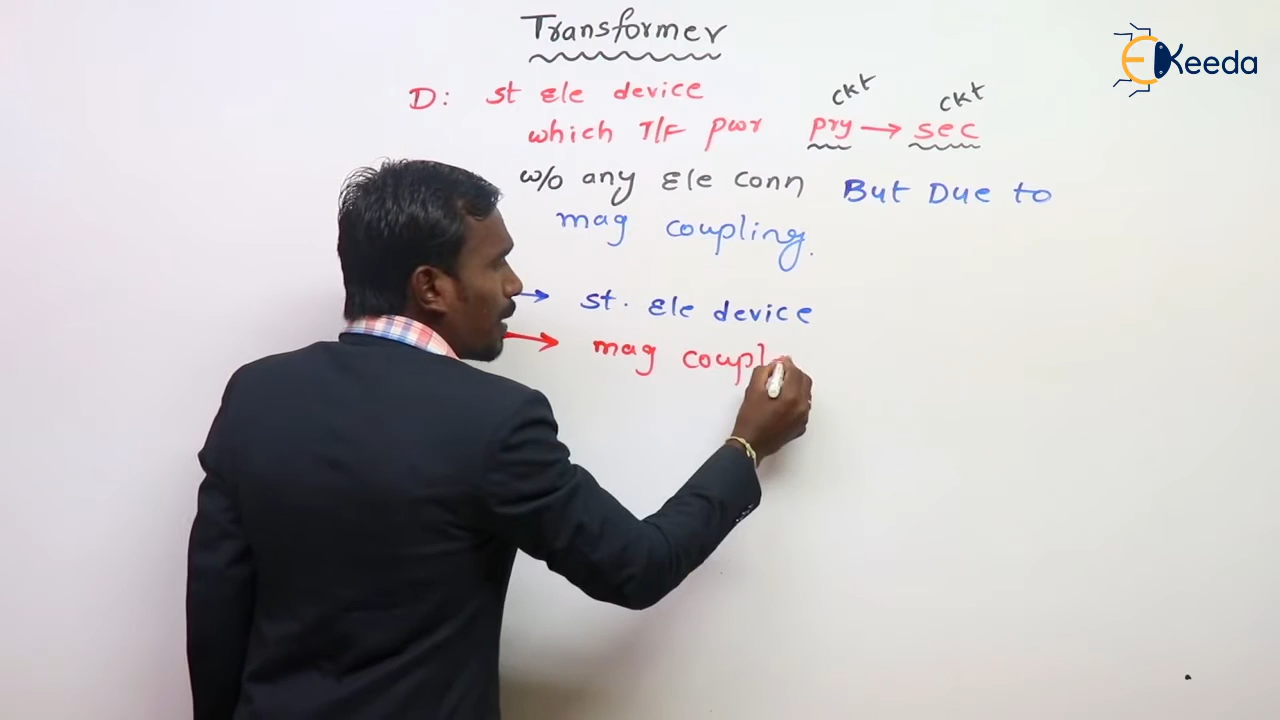 Transformer
EKeeda
D: st Ele device
ckt ckt
which T/F pwr pry → sec
w/o any Ele Conn But Due to
mag coupling.
→ st. Ele device
→ mag coupl